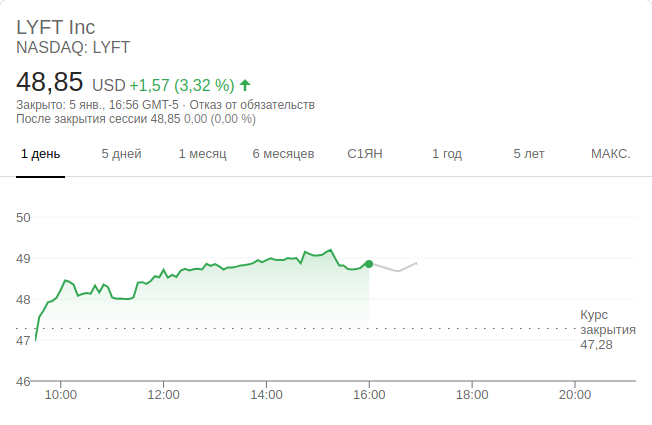 LYFT Inc
NASDAQ: LYFT
48,85 USD +1,57 (3,32 %)
Закрыто: 5 янв., 16:56 GMT-5 · Отказ от обязательств
После закрытия сессии 48,85 0,00 (0,00 %)
1 день 5 дней 1 месяц 6 месяцев С1ЯН 1 год 5 лет МАКС.
50
49
48
Курс
закрытия
47,28
47
46
10:00 12:00 14:00 16:00 18:00 20:00